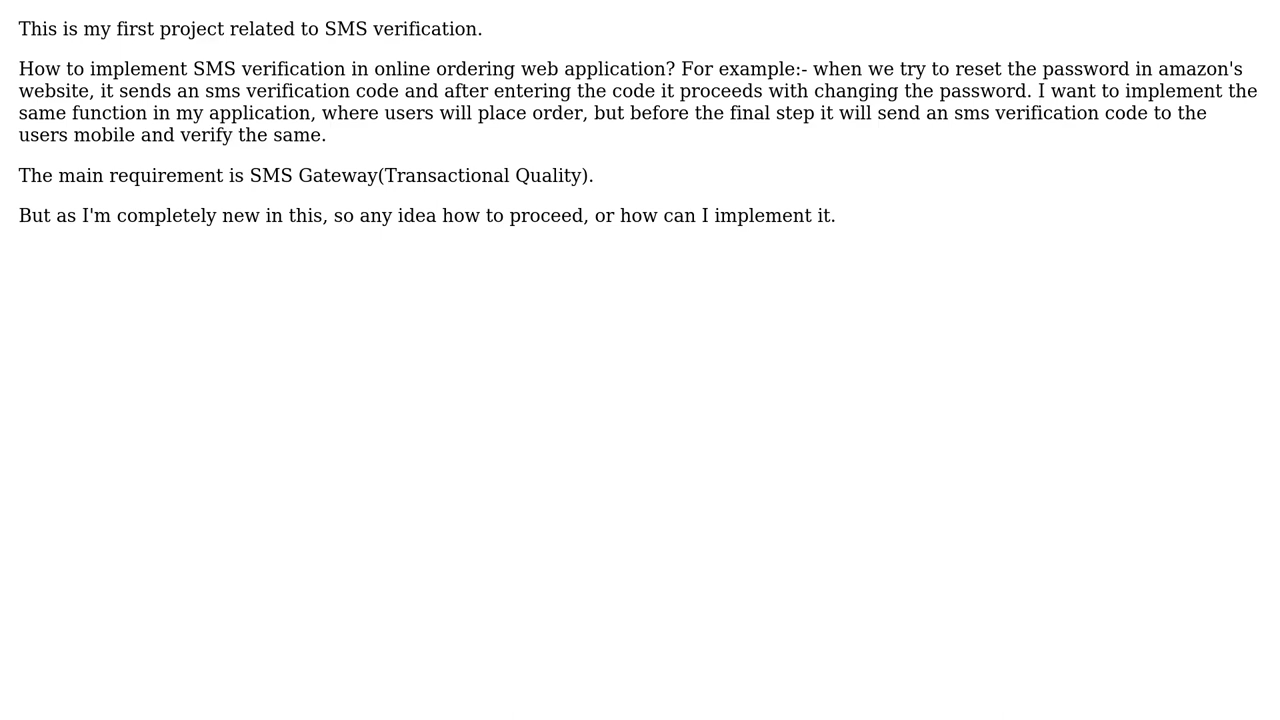 This is my first project related to SMS verification.
How to implement SMS verification in online ordering web application? For example:- when we try to reset the password in amazon's
website, it sends an sms verification code and after entering the code it proceeds with changing the password. I want to implement the
same function in my application, where users will place order, but before the final step it will send an sms verification code to the
users mobile and verify the same.
The main requirement is SMS Gateway(Transactional Quality).
But as I'm completely new in this, so any idea how to proceed, or how can I implement it.